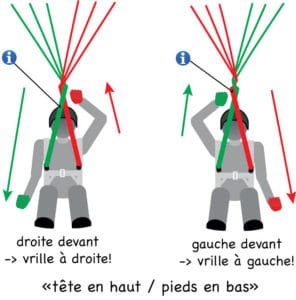 i
i
droite devant
-> vrille à droite!
gauche devant
-> vrille à gauche!
«tête en haut / pieds en bas»